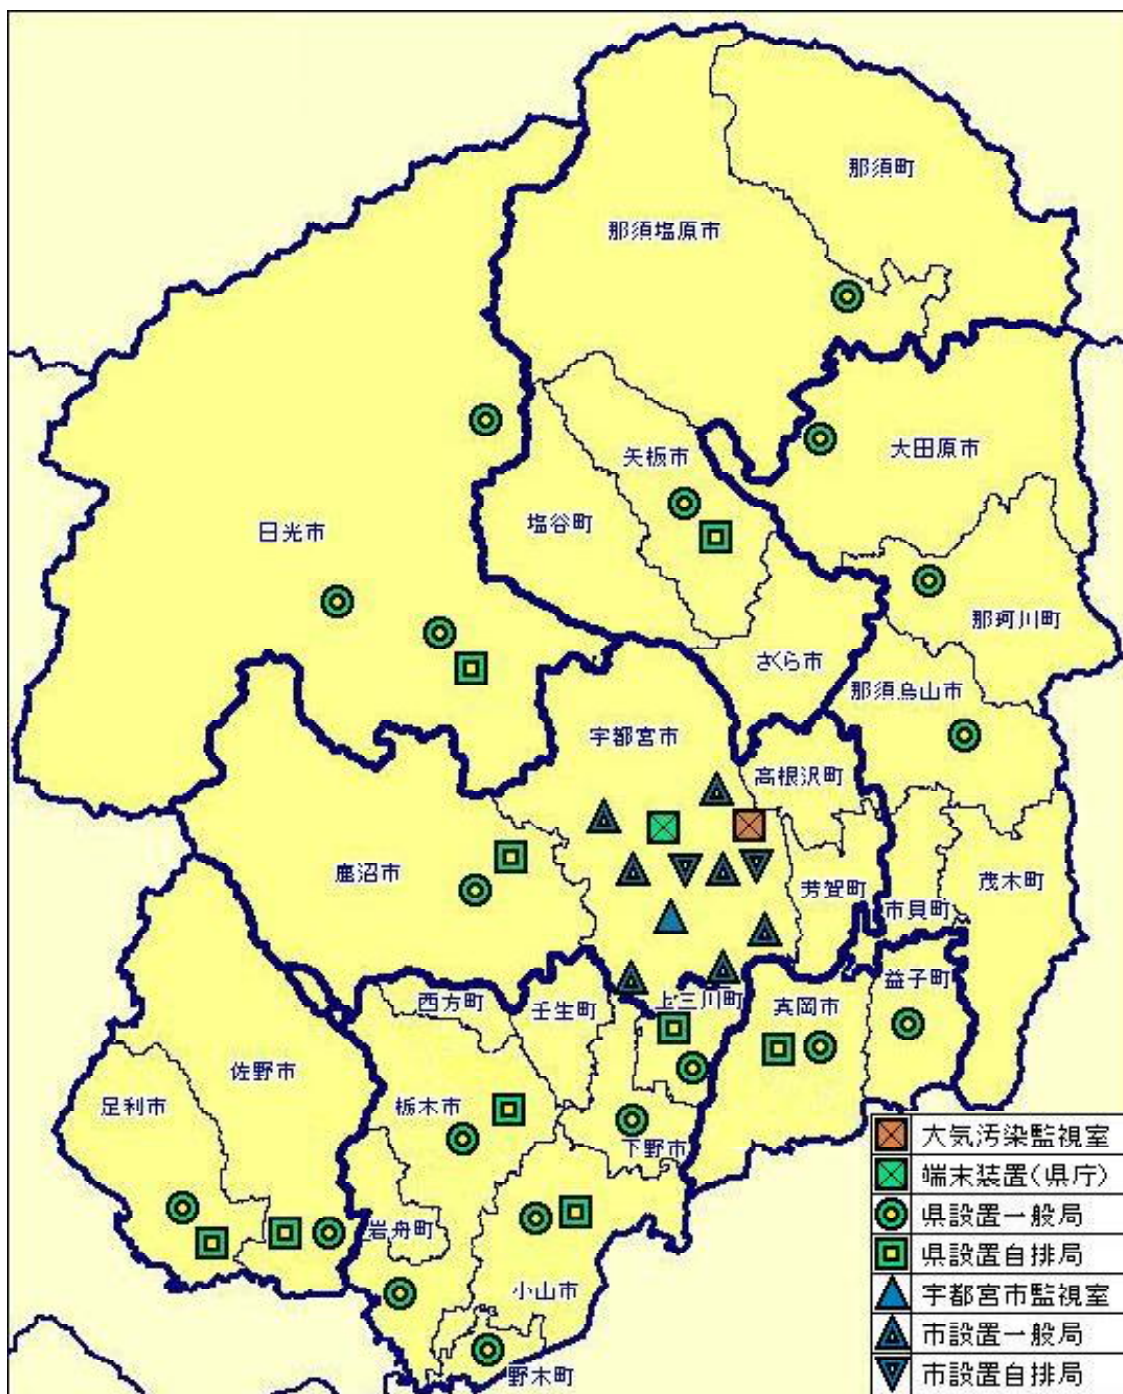 那須町
那須塩原市
大田原市
矢板市
塩谷町
日光市
那珂川町
さくら市
那須烏山市
宇都宮市
高根沢町
鹿沼市
芳賀町
市貝町
茂木町
益子町
西方町
壬生町
上三川町
真岡市
佐野市
足利市
栃木市
下野市
岩舟町
小山市
野木町
大気汚染監視室
端末装置(県庁)
県設置一般局
県設置自排局
宇都宮市監視室
市設置一般局
市設置自排局